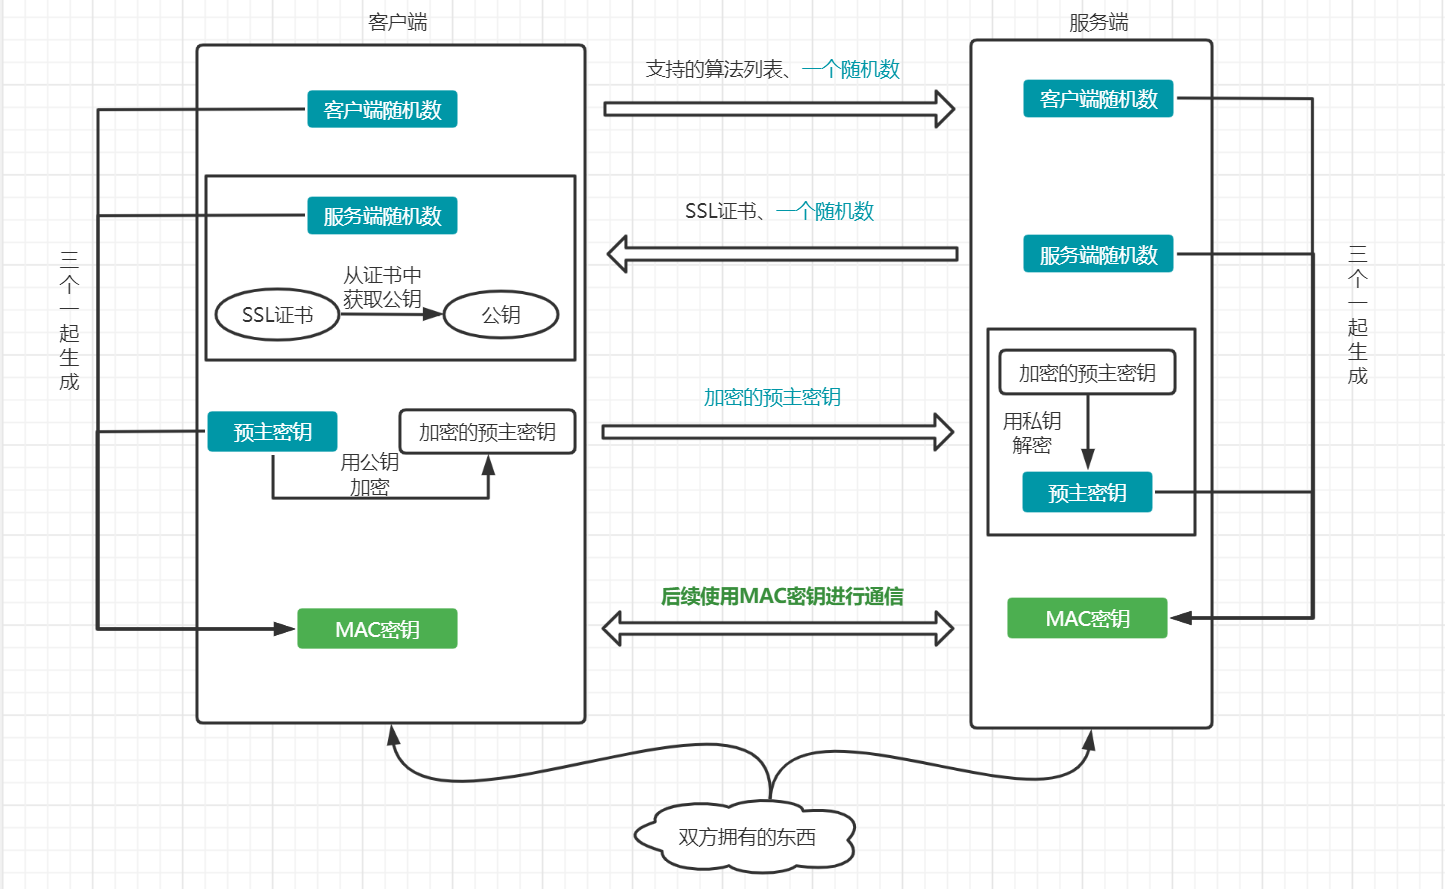 客户端
服务端
支持的算法列表、一个随机数
客户端随机数
客户端随机数
服务端随机数
SSL证书、一个随机数
服务端随机数
三个一起生成
从证书中
获取公钥
SSL证书
公钥
三个一起生成
加密的预主密钥
加密的预主密钥
用私钥
解密
预主密钥
加密的预主密钥
用公钥
加密
预主密钥
后续使用MAC密钥进行通信
MAC密钥
MAC密钥
双方拥有的东西